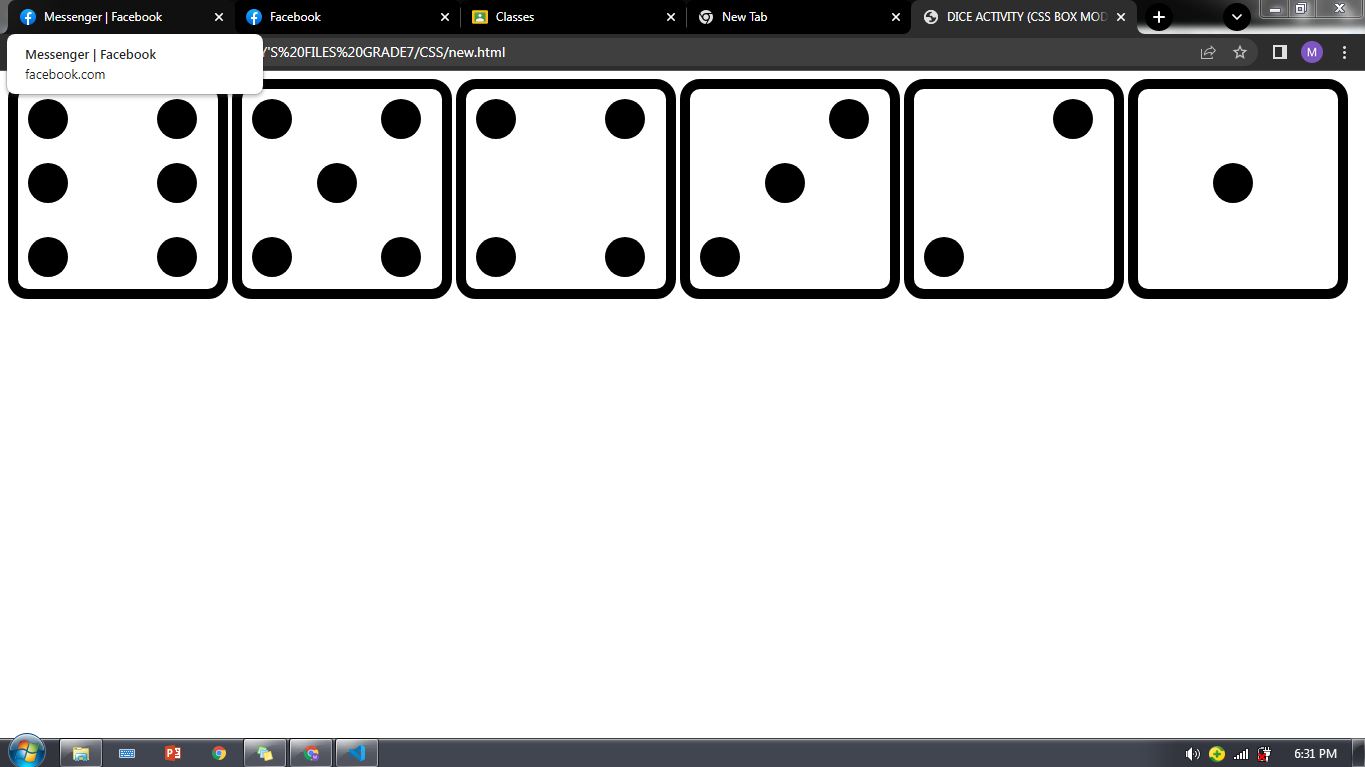 Messenger | Facebook
Facebook
Classes
New Tab
DICE ACTIVITY (CSS BOX MOD
Y'S%20FILES%20GRADE7/CSS/new.html
M
Messenger | Facebook
facebook.com
6:31 PM